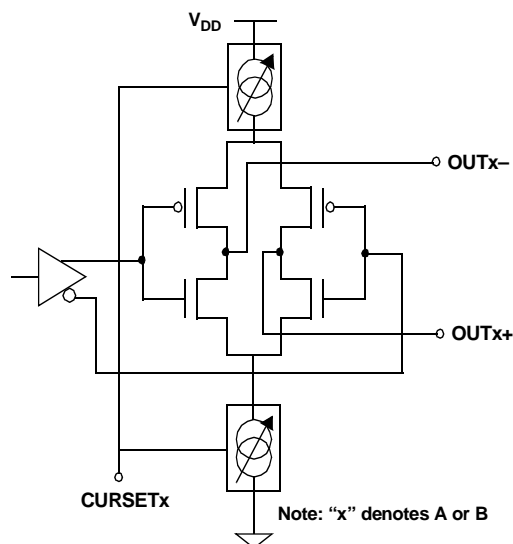 VDD
OUTx–
OUTx+
CURSETx
Note: “x” denotes A or B